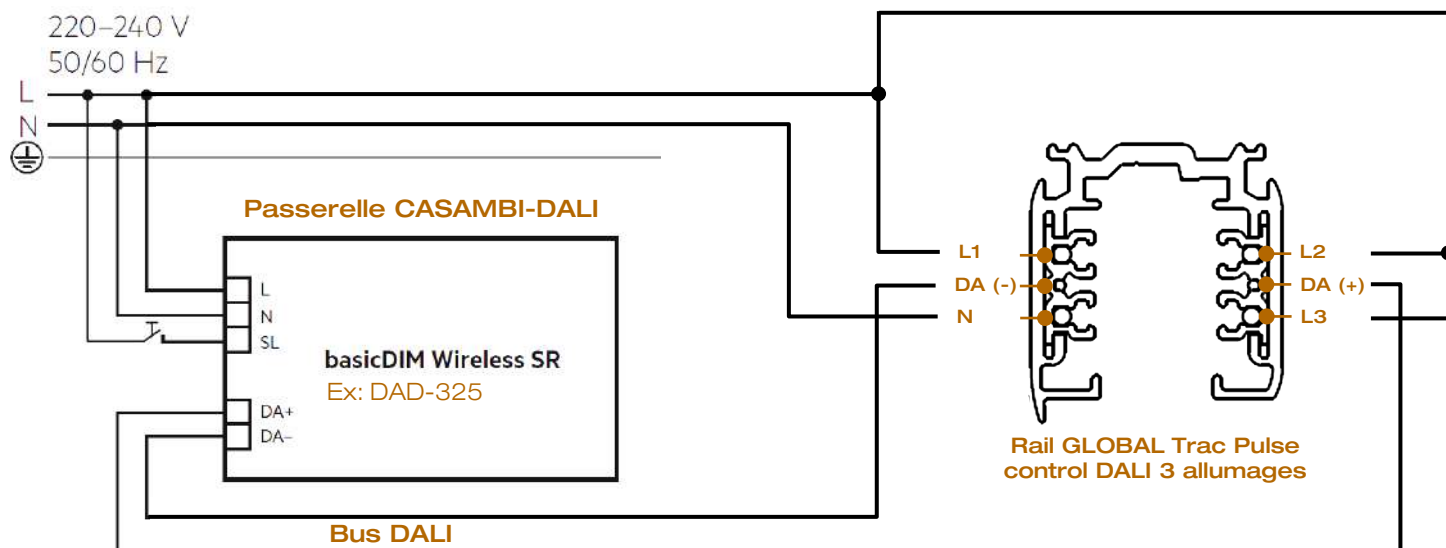 220–240 V
50/60 Hz
L
N
Passerelle CASAMBI-DALI
L
N
SL
basicDIM Wireless SR
Ex: DAD-325
DA+
DA–
Bus DALI
L1
DA (-)
N
L2
DA (+)
L3
Rail GLOBAL Trac Pulse
control DALI 3 allumages